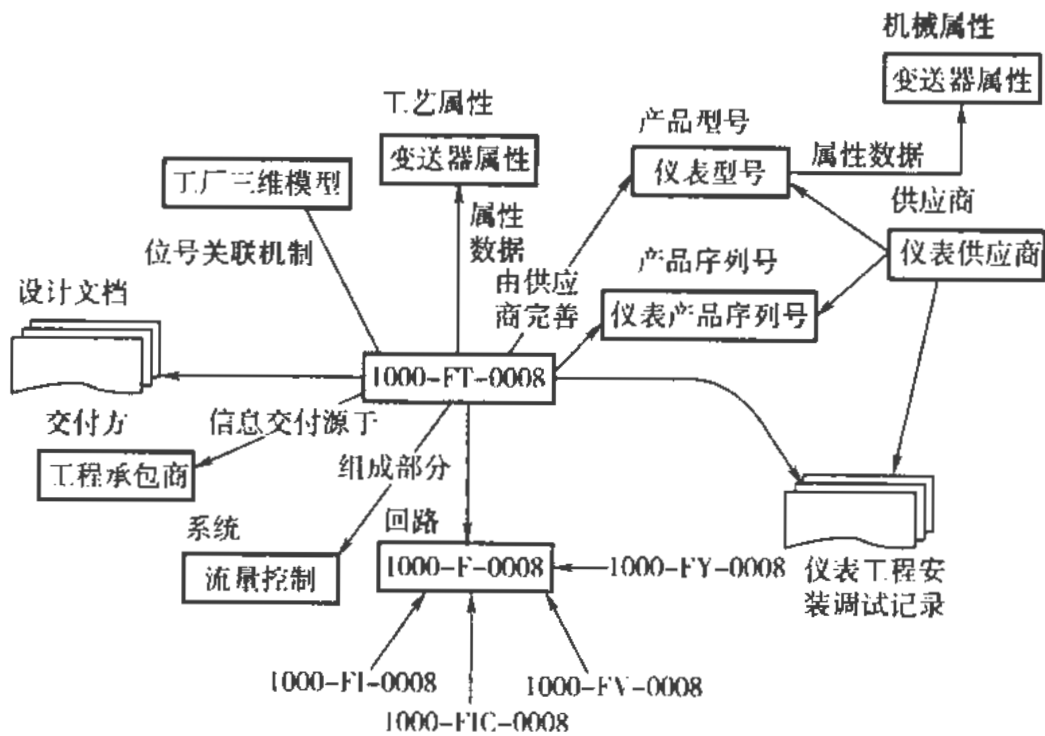 机械属性
变送器属性
工艺属性
变送器属性
产品型号
仪表型号
属性数据
工厂三维模型
属性
数据
供应商
仪表供应商
位号关联机制
产品序列号
由供应
商完善
仪表产品序列号
设计文档
1000-FT-0008
交付方
信息交付源于
工程承包商
组成部分
系统
流量控制
回路
1000-F-0008
1000-FY-0008
仪表工程安
装调试记录
1000-FI-0008
1000-FV-0008
1000-FIC-0008